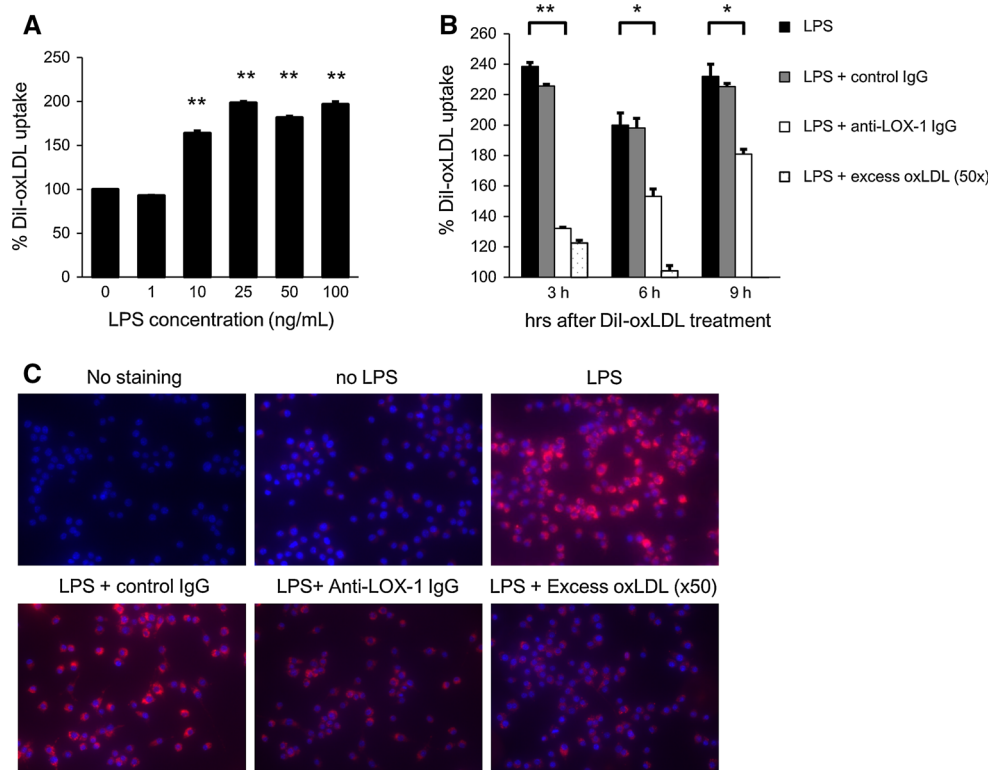 A
** ** ** **
250
200
150
100
50
0
% DiI-oxLDL uptake
0 1 10 25 50 100
LPS concentration (ng/mL)
B
** * *
260
240
220
200
180
160
140
120
100
% DiI-oxLDL uptake
3 h 6 h 9 h
hrs after DiI-oxLDL treatment
LPS
LPS + control IgG
LPS + anti-LOX-1 IgG
LPS + excess oxLDL (50x)
C
No staining no LPS LPS
LPS + control IgG LPS+ Anti-LOX-1 IgG LPS + Excess oxLDL (x50)